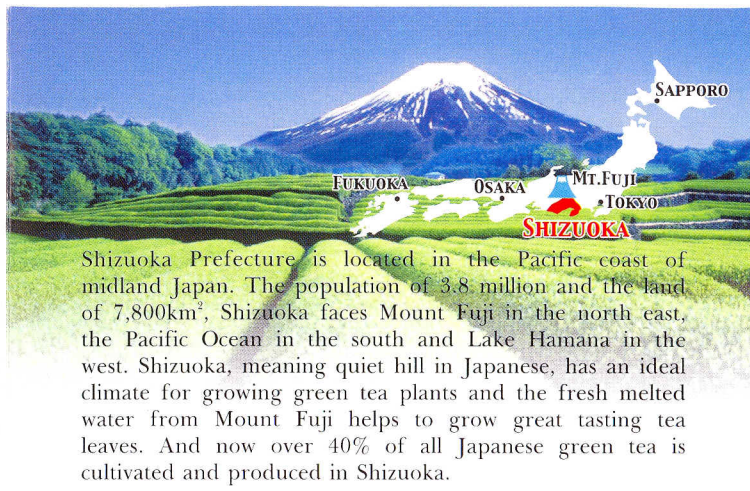 SAPPORO
FUKUOKA
OSAKA
MT.FUJI
TOKYO
SHIZUOKA
Shizuoka Prefecture is located in the Pacific coast of
midland Japan. The population of 3.8 million and the land
of 7,800km², Shizuoka faces Mount Fuji in the north east,
the Pacific Ocean in the south and Lake Hamana in the
west. Shizuoka, meaning quiet hill in Japanese, has an ideal
climate for growing green tea plants and the fresh melted
water from Mount Fuji helps to grow great tasting tea
leaves. And now over 40% of all Japanese green tea is
cultivated and produced in Shizuoka.